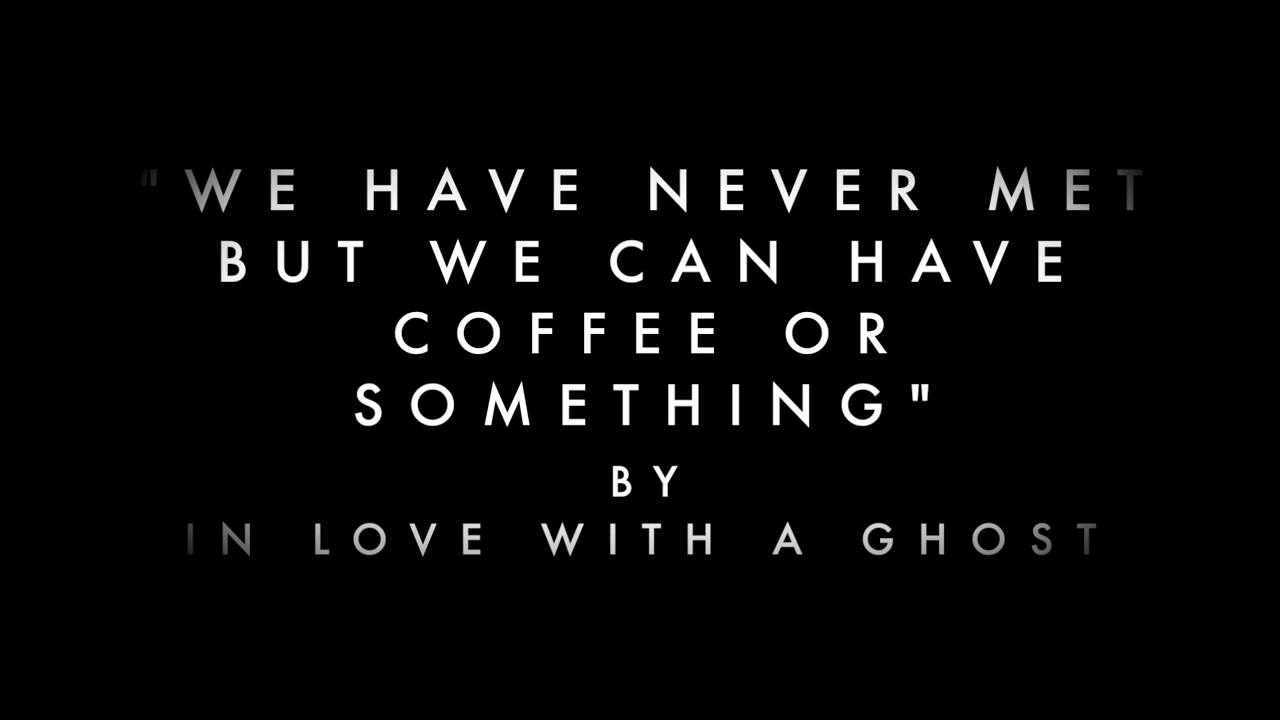 "WE HAVE NEVER MET
BUT WE CAN HAVE
COFFEE OR
SOMETHING"
BY
IN LOVE WITH A GHOST